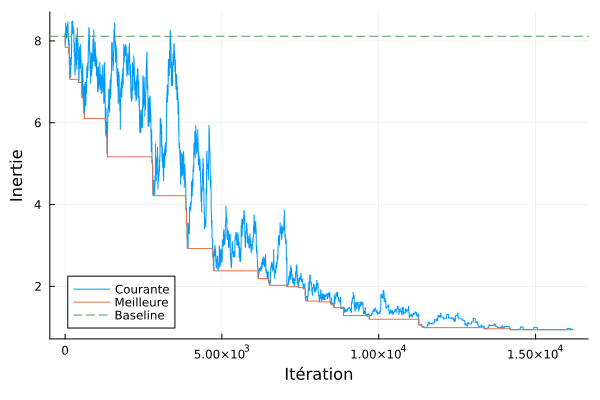 Inertie
8
6
4
2
Courante
Meilleure
Baseline
0
5.00×10³
1.00×10⁴
1.50×10⁴
Itération